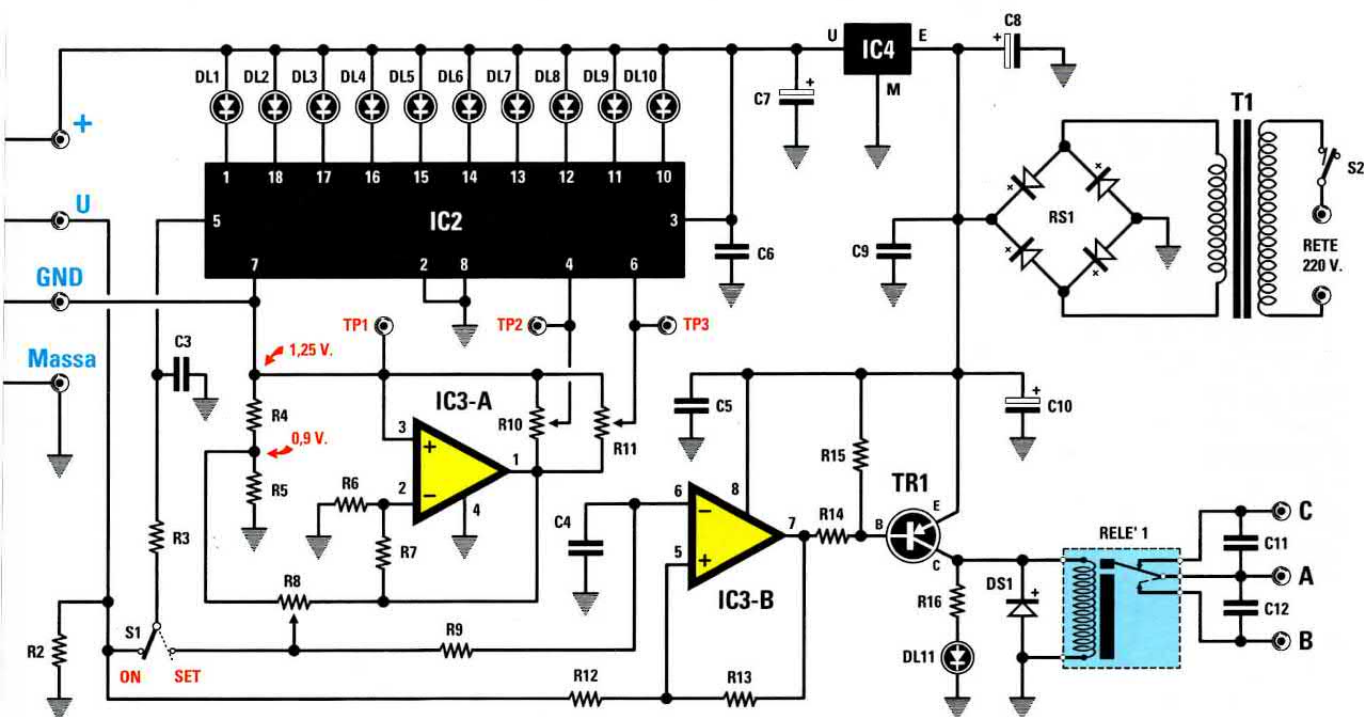 C8
U
IC4
E
DL1 DL2 DL3 DL4 DL5 DL6 DL7 DL8 DL9 DL10
+
C7
M
T1
+
1 18 17 16 15 14 13 12 11 10
S2
U
5
IC2
3
RS1
RETE
220 V.
C6
C9
7 2 8 4 6
GND
TP1
TP2
TP3
C3
1,25 V.
Massa
+
C5
C10
R4
IC3-A
R10
R11
3
+
0,9 V.
1
R15
R5
R6
2
−
4
TR1
6
−
8
E
C4
R7
B
C
R3
7
R14
RELE' 1
C11
5
+
C
A
R8
IC3-B
DS1
+
R16
C12
S1
R9
B
R2
DL11
ON
SET
R12
R13